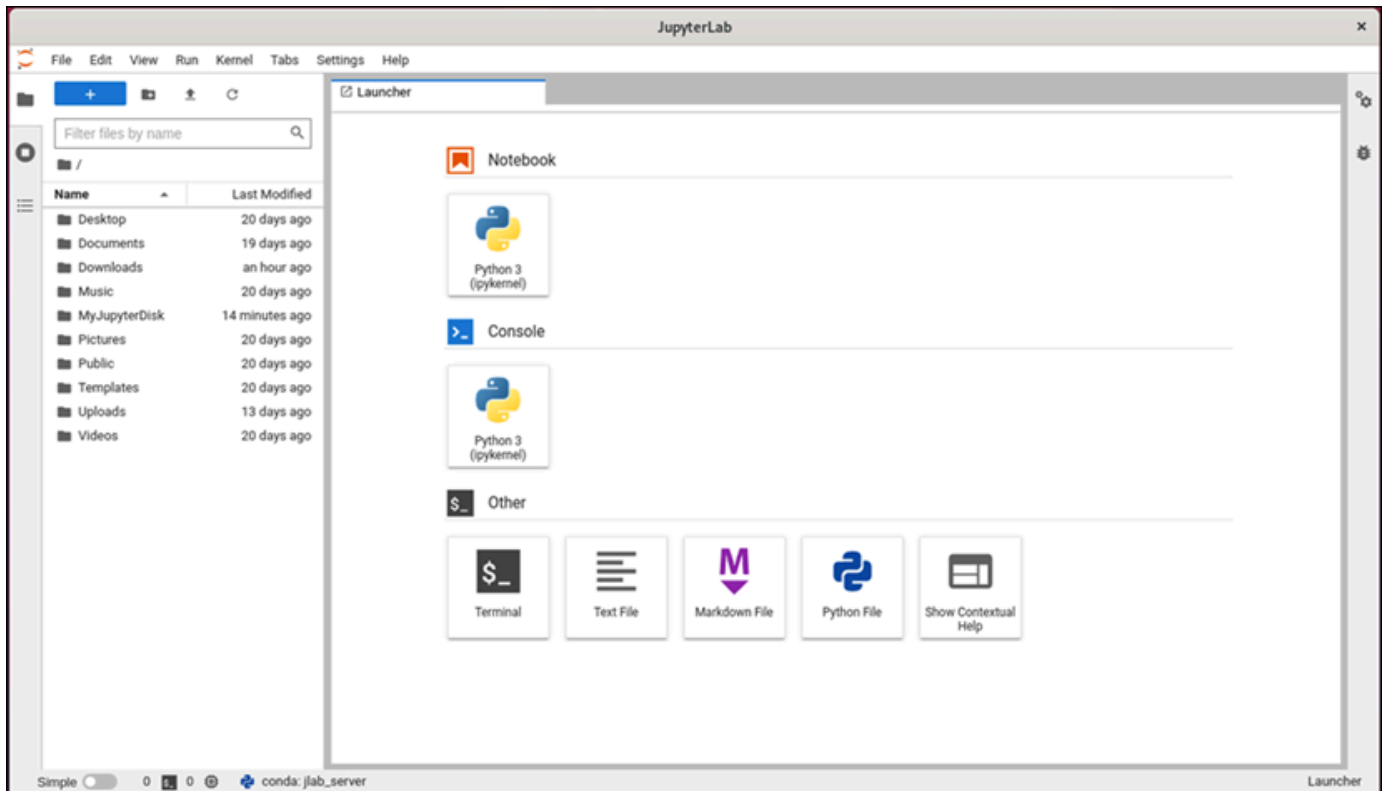 JupyterLab
File Edit View Run Kernel Tabs Settings Help
+
Launcher
Filter files by name
/
Name Last Modified
Desktop 20 days ago
Documents 19 days ago
Downloads an hour ago
Music 20 days ago
MyJupyterDisk 14 minutes ago
Pictures 20 days ago
Public 20 days ago
Templates 20 days ago
Uploads 13 days ago
Videos 20 days ago
Notebook
Python 3
(ipykernel)
>_ Console
Python 3
(ipykernel)
$_ Other
$_
M
Terminal
Text File
Markdown File
Python File
Show Contextual
Help
Simple 0 $_ 0 conda: jlab_server Launcher